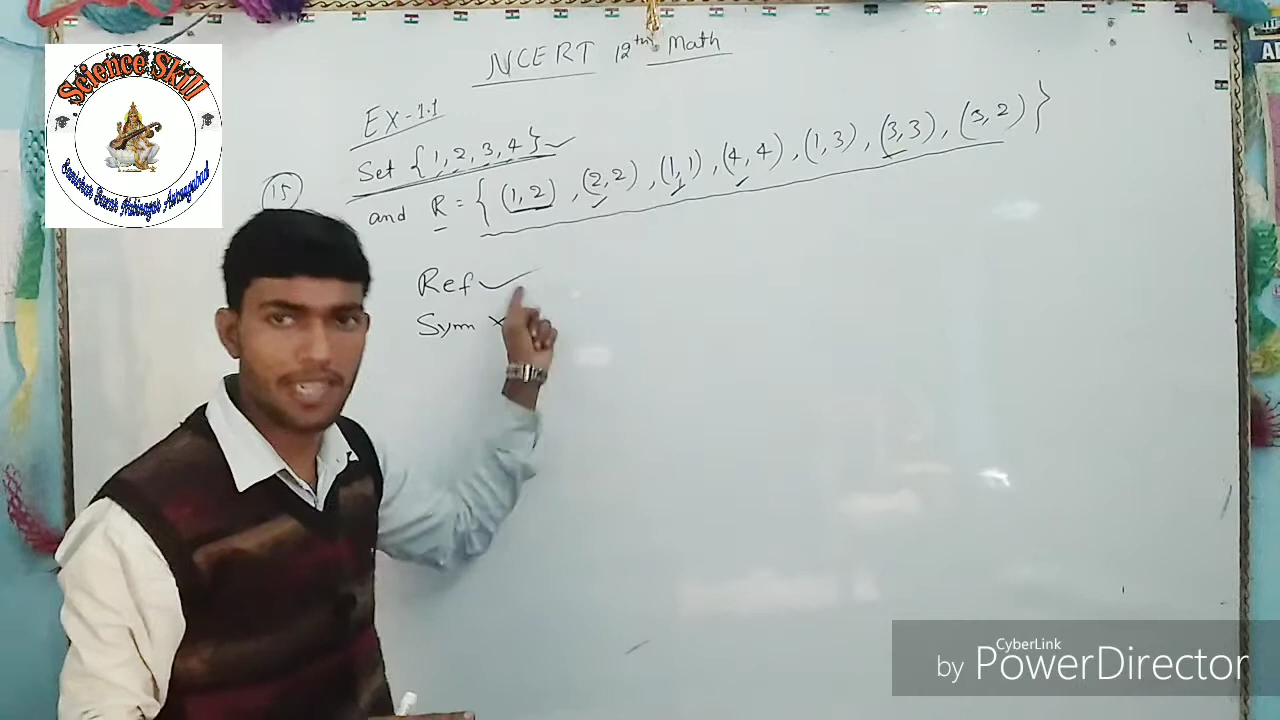 Science Skill
NCERT 12th Math
Ex-1.1
15
Set {1, 2, 3, 4}
and R = { (1, 2), (2, 2), (1, 1), (4, 4), (1, 3), (3, 3), (3, 2) }
Ref ✓
Sym ×
CyberLink
by PowerDirector